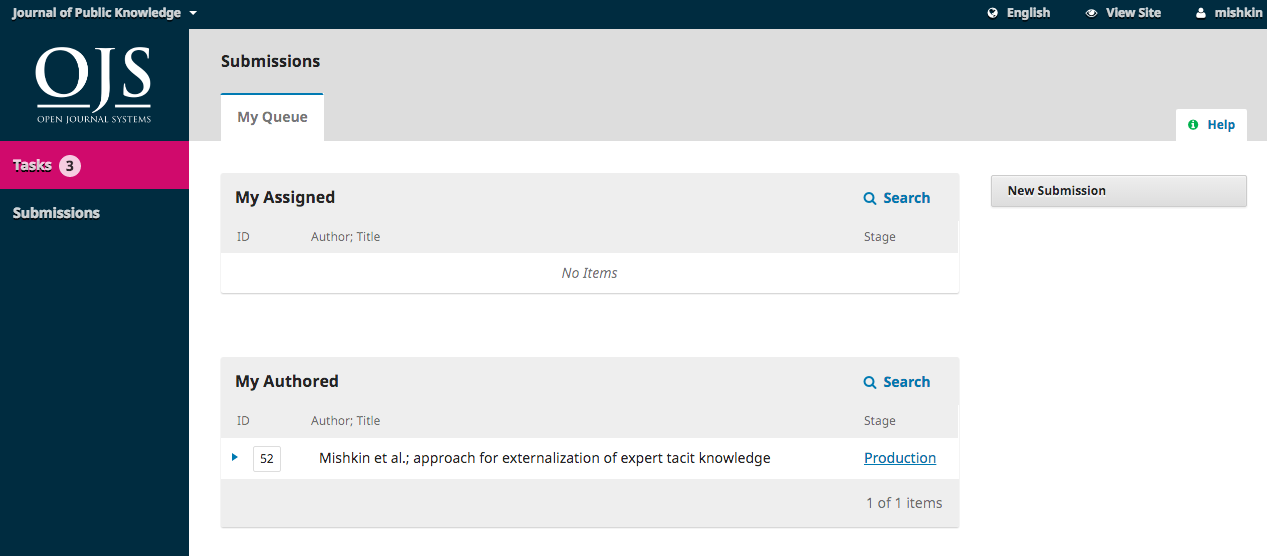 Journal of Public Knowledge
English
View Site
mishkin
OJS
OPEN JOURNAL SYSTEMS
Tasks 3
Submissions
Submissions
My Queue
Help
My Assigned
Search
ID Author; Title Stage
No Items
New Submission
My Authored
Search
ID Author; Title Stage
52 Mishkin et al.; approach for externalization of expert tacit knowledge Production
1 of 1 items